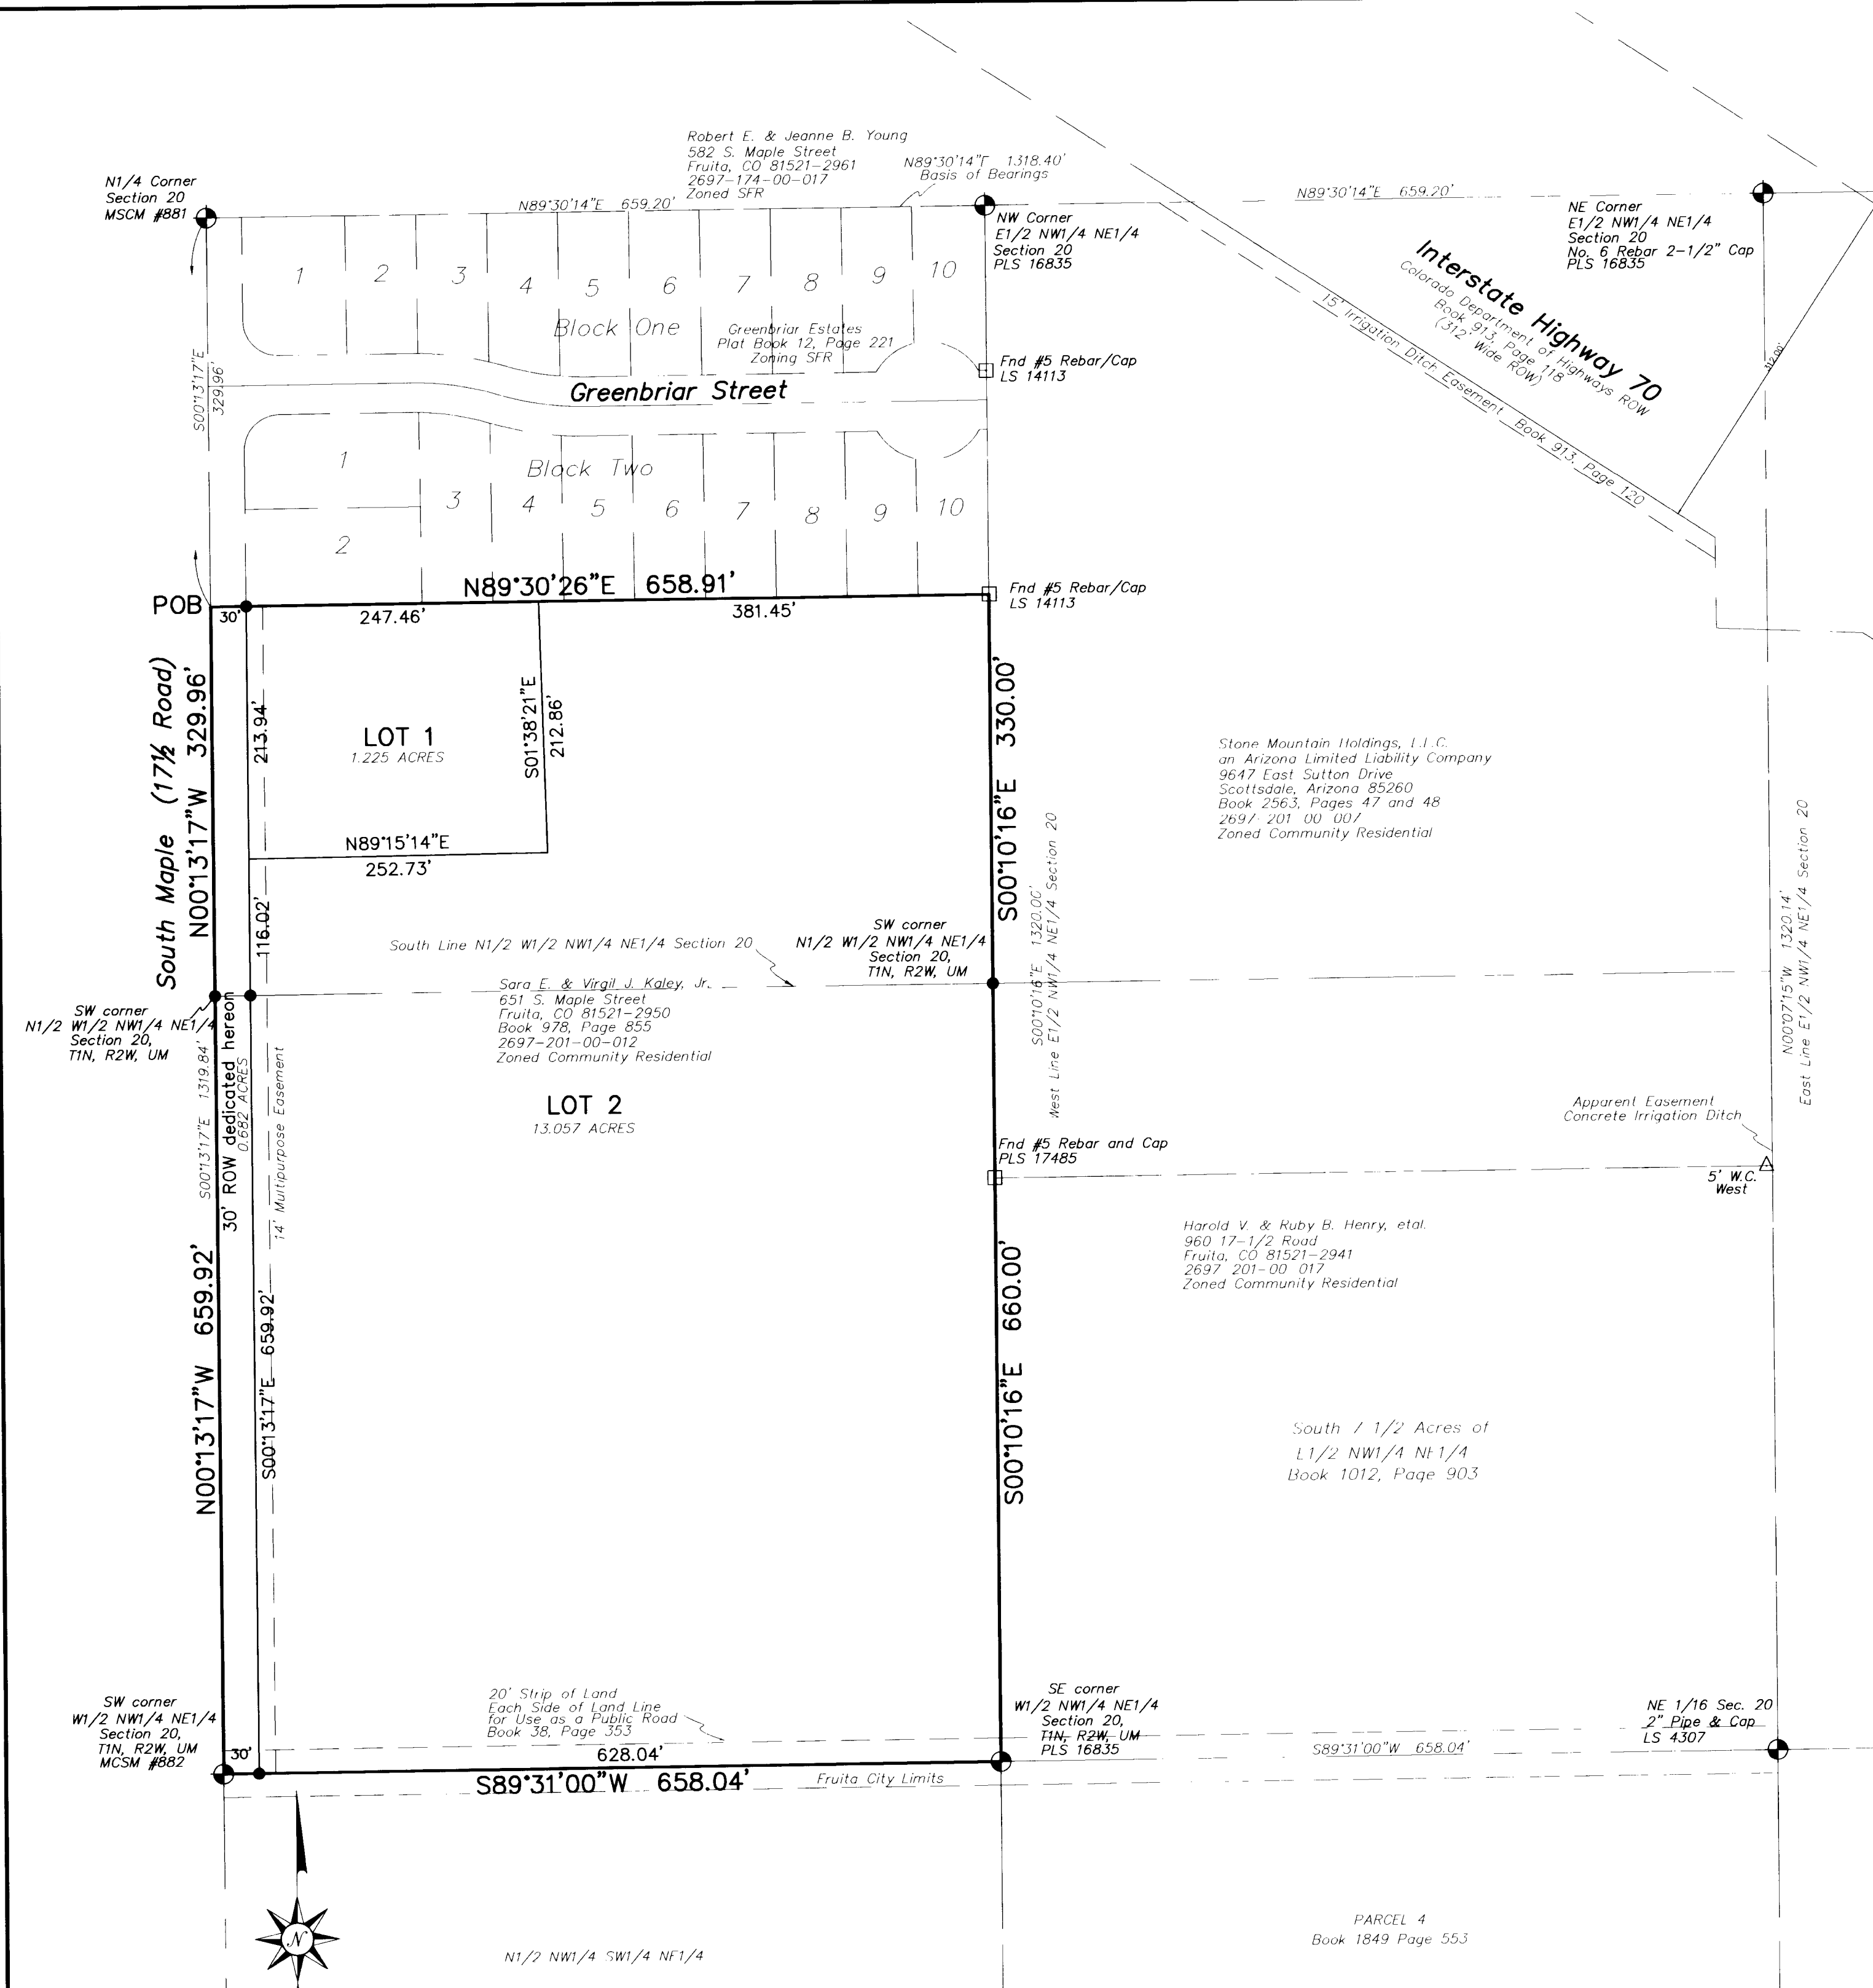 Robert E. & Jeanne B. Young
582 S. Maple Street
Fruita, CO 81521-2961
2697-174-00-017
Zoned SFR
N89°30'14"E 1318.40'
Basis of Bearings
N1/4 Corner
Section 20
MSCM #881
N89°30'14"E 659.20'
N89°30'14"E 659.20'
NW Corner
E1/2 NW1/4 NE1/4
Section 20
PLS 16835
NE Corner
E1/2 NW1/4 NE1/4
Section 20
No. 6 Rebar 2-1/2" Cap
PLS 16835
Interstate Highway 70
Colorado Department of Highways ROW
Book 913, Page 118
(312' Wide ROW)
15' Irrigation Ditch Easement Book 913, Page 120
1 2 3 4 5 6 7 8 9 10
Block One
Greenbriar Estates
Plat Book 12, Page 221
Zoning SFR
S00°13'17"E
329.96'
Fnd #5 Rebar/Cap
LS 14113
Greenbriar Street
Block Two
1
2
3 4 5 6 7 8 9 10
POB
30'
N89°30'26"E 658.91'
247.46'
381.45'
Fnd #5 Rebar/Cap
LS 14113
South Maple (17½ Road)
N00°13'17"W 329.96'
213.94'
LOT 1
1.225 ACRES
S01°38'21"E
212.86'
N89°15'14"E
252.73'
116.02'
S00°10'16"E 330.00'
S00°10'16"E 1320.00'
West Line E1/2 NW1/4 NE1/4 Section 20
Stone Mountain Holdings, L.L.C.
an Arizona Limited Liability Company
9647 East Sutton Drive
Scottsdale, Arizona 85260
Book 2563, Pages 47 and 48
2697-201-00-007
Zoned Community Residential
N00°07'15"W 1320.14'
East Line E1/2 NW1/4 NE1/4 Section 20
South Line N1/2 W1/2 NW1/4 NE1/4 Section 20
SW corner
N1/2 W1/2 NW1/4 NE1/4
Section 20,
T1N, R2W, UM
SW corner
N1/2 W1/2 NW1/4 NE1/4
Section 20,
T1N, R2W, UM
Sara E. & Virgil J. Kaley, Jr.
651 S. Maple Street
Fruita, CO 81521-2950
Book 978, Page 855
2697-201-00-012
Zoned Community Residential
S00°13'17"E 1319.84'
30' ROW dedicated hereon
0.682 ACRES
14' Multipurpose Easement
LOT 2
13.057 ACRES
Fnd #5 Rebar and Cap
PLS 17485
Apparent Easement
Concrete Irrigation Ditch
5' W.C.
West
Harold V. & Ruby B. Henry, etal.
960 17-1/2 Road
Fruita, CO 81521-2941
2697-201-00-017
Zoned Community Residential
N00°13'17"W 659.92'
S00°13'17"E 659.92'
S00°10'16"E 660.00'
South 7 1/2 Acres of
E1/2 NW1/4 NE1/4
Book 1012, Page 903
SW corner
W1/2 NW1/4 NE1/4
Section 20,
T1N, R2W, UM
MCSM #882
30'
20' Strip of Land
Each Side of Land Line
for Use as a Public Road
Book 38, Page 353
628.04'
S89°31'00"W 658.04'
Fruita City Limits
SE corner
W1/2 NW1/4 NE1/4
Section 20,
T1N, R2W, UM
PLS 16835
S89°31'00"W 658.04'
NE 1/16 Sec. 20
2" Pipe & Cap
LS 4307
N
N1/2 NW1/4 SW1/4 NE1/4
PARCEL 4
Book 1849 Page 553